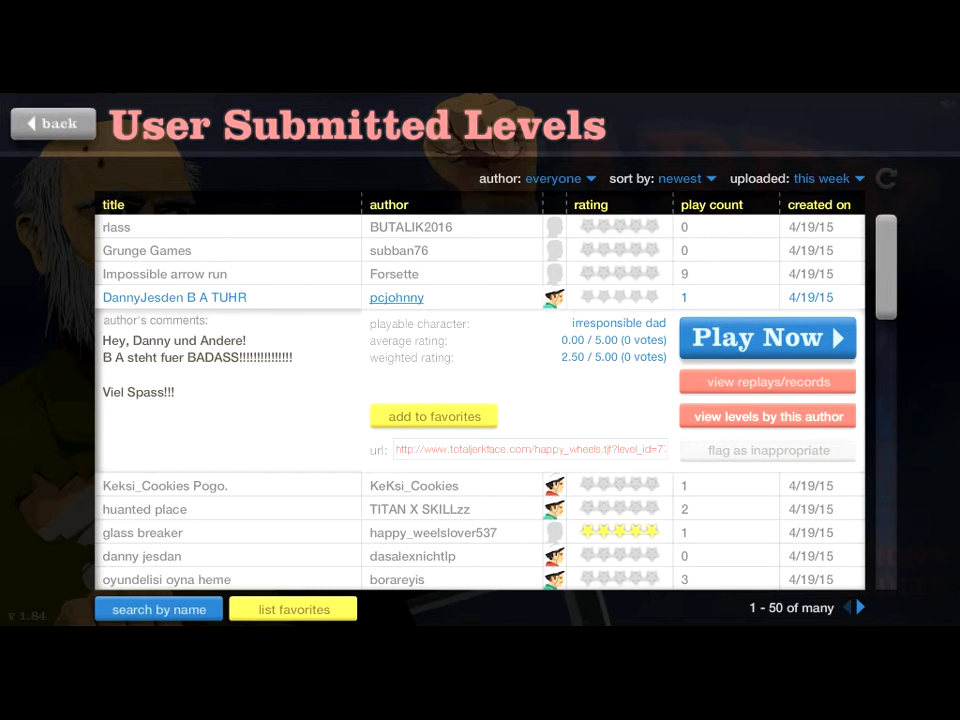 back
User Submitted Levels
author: everyone sort by: newest uploaded: this week
title author rating play count created on
rlass BUTALIK2016 0 4/19/15
Grunge Games subban76 0 4/19/15
Impossible arrow run Forsette 9 4/19/15
DannyJesden B A TUHR pcjohnny 1 4/19/15
author's comments:
Hey, Danny und Andere!
B A steht fuer BADASS!!!!!!!!!!!!!!!
Viel Spass!!!
playable character: irresponsible dad
average rating: 0.00 / 5.00 (0 votes)
weighted rating: 2.50 / 5.00 (0 votes)
add to favorites
url: http://www.totaljerkface.com/happy_wheels.tjf?level_id=7
Play Now
view replays/records
view levels by this author
flag as inappropriate
Keksi_Cookies Pogo. KeKsi_Cookies 1 4/19/15
huanted place TITAN X SKILLzz 2 4/19/15
glass breaker happy_weelslover537 1 4/19/15
danny jesdan dasalexnichtlp 0 4/19/15
oyundelisi oyna heme borareyis 3 4/19/15
search by name list favorites 1 - 50 of many
v 1.84